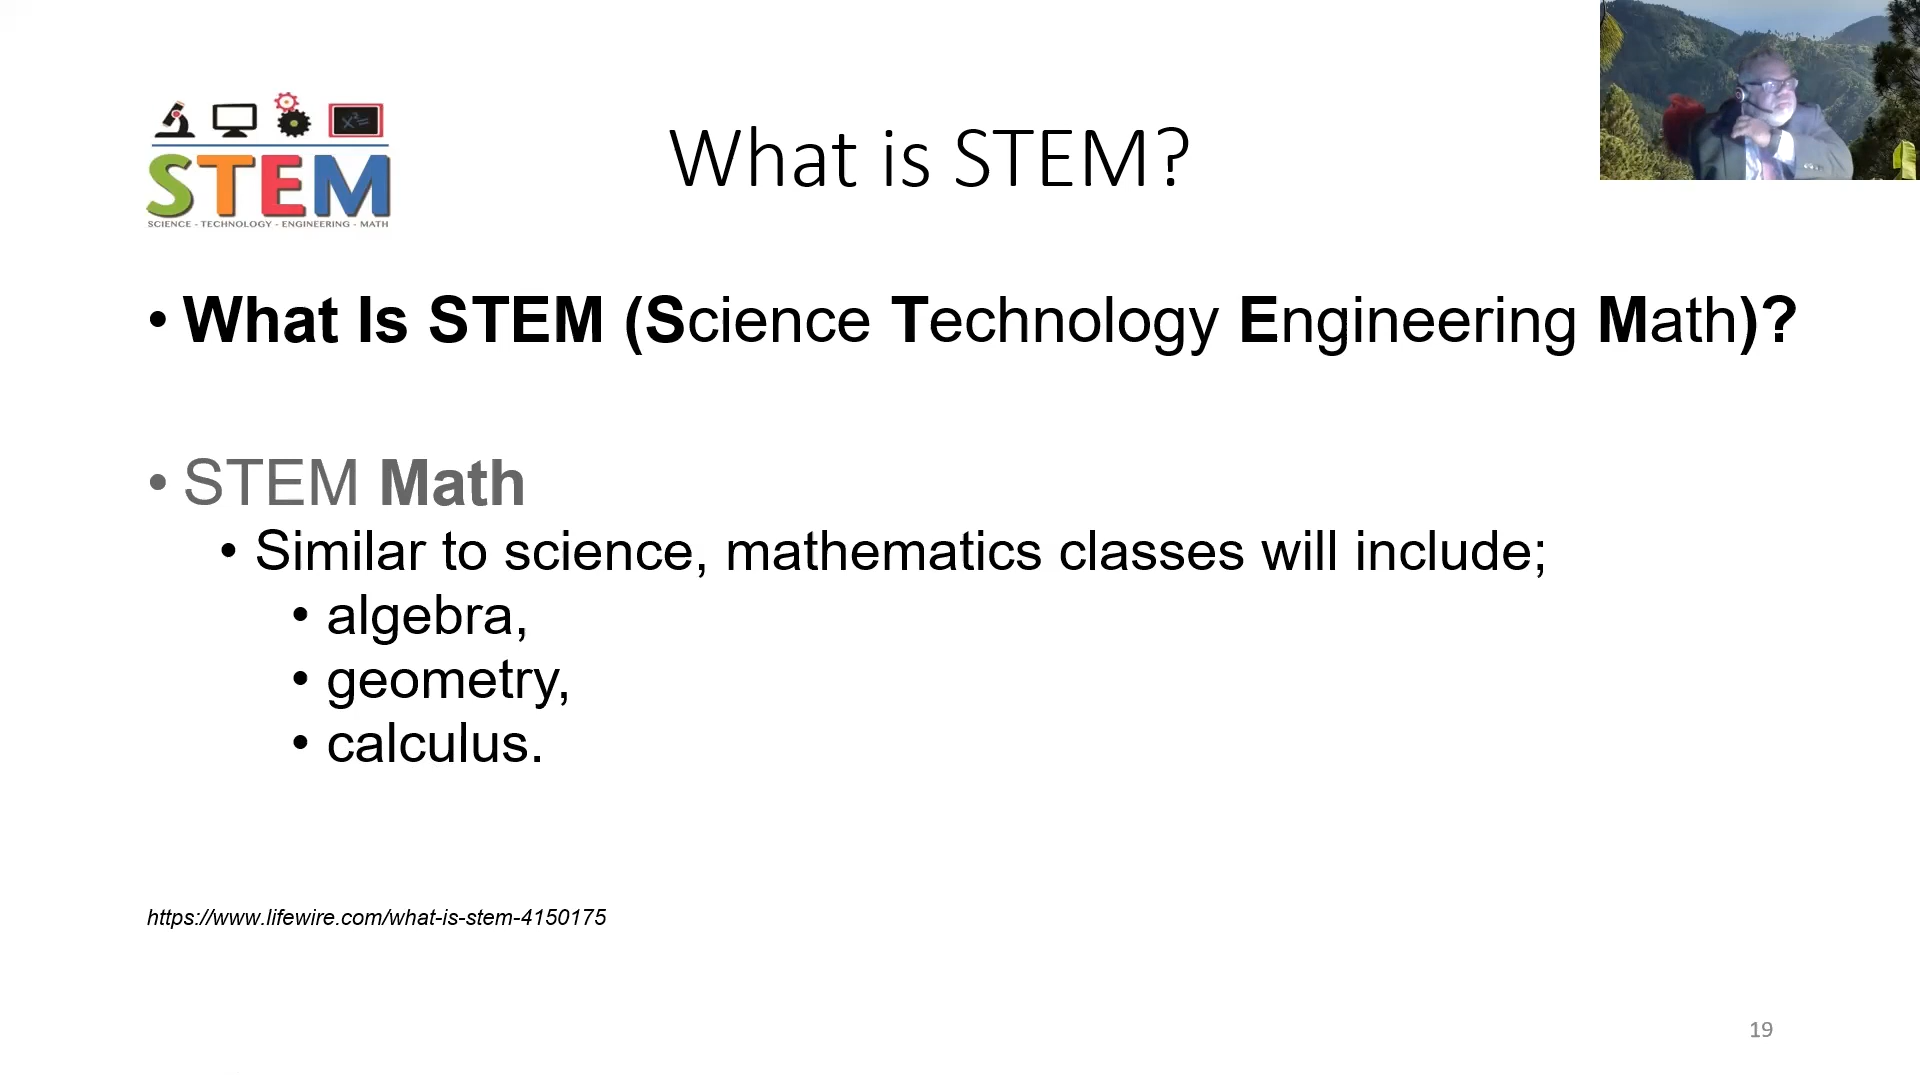 STEM
SCIENCE - TECHNOLOGY - ENGINEERING - MATH
What is STEM?
• What Is STEM (Science Technology Engineering Math)?
• STEM Math
• Similar to science, mathematics classes will include;
• algebra,
• geometry,
• calculus.
https://www.lifewire.com/what-is-stem-4150175
19